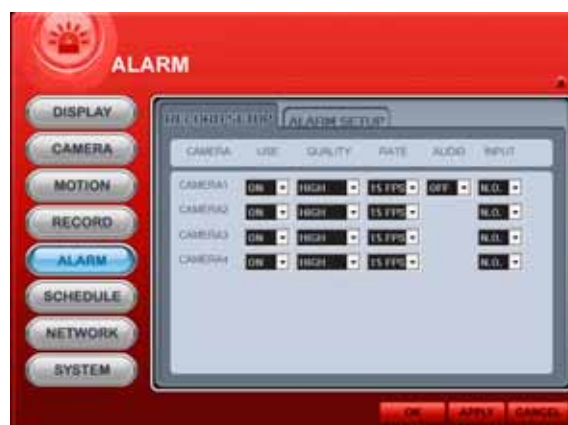 ALARM
DISPLAY
CAMERA
MOTION
RECORD
ALARM
SCHEDULE
NETWORK
SYSTEM
RECORD SETUP ALARM SETUP
CAMERA USE QUALITY RATE AUDIO INPUT
CAMERA1 ON HIGH 15 FPS OFF N.O.
CAMERA2 ON HIGH 15 FPS N.O.
CAMERA3 ON HIGH 15 FPS N.O.
CAMERA4 ON HIGH 15 FPS N.O.
OK APPLY CANCEL